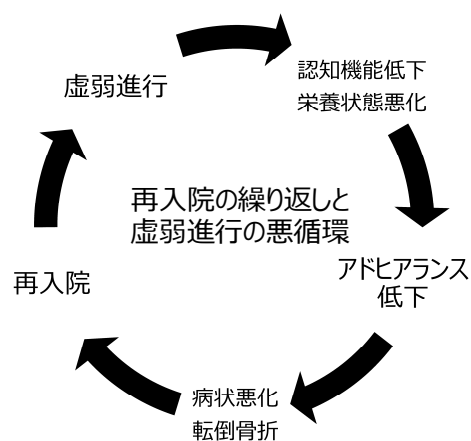 虚弱進行
認知機能低下
栄養状態悪化
再入院の繰り返しと
虚弱進行の悪循環
アドヒアランス
低下
再入院
病状悪化
転倒骨折